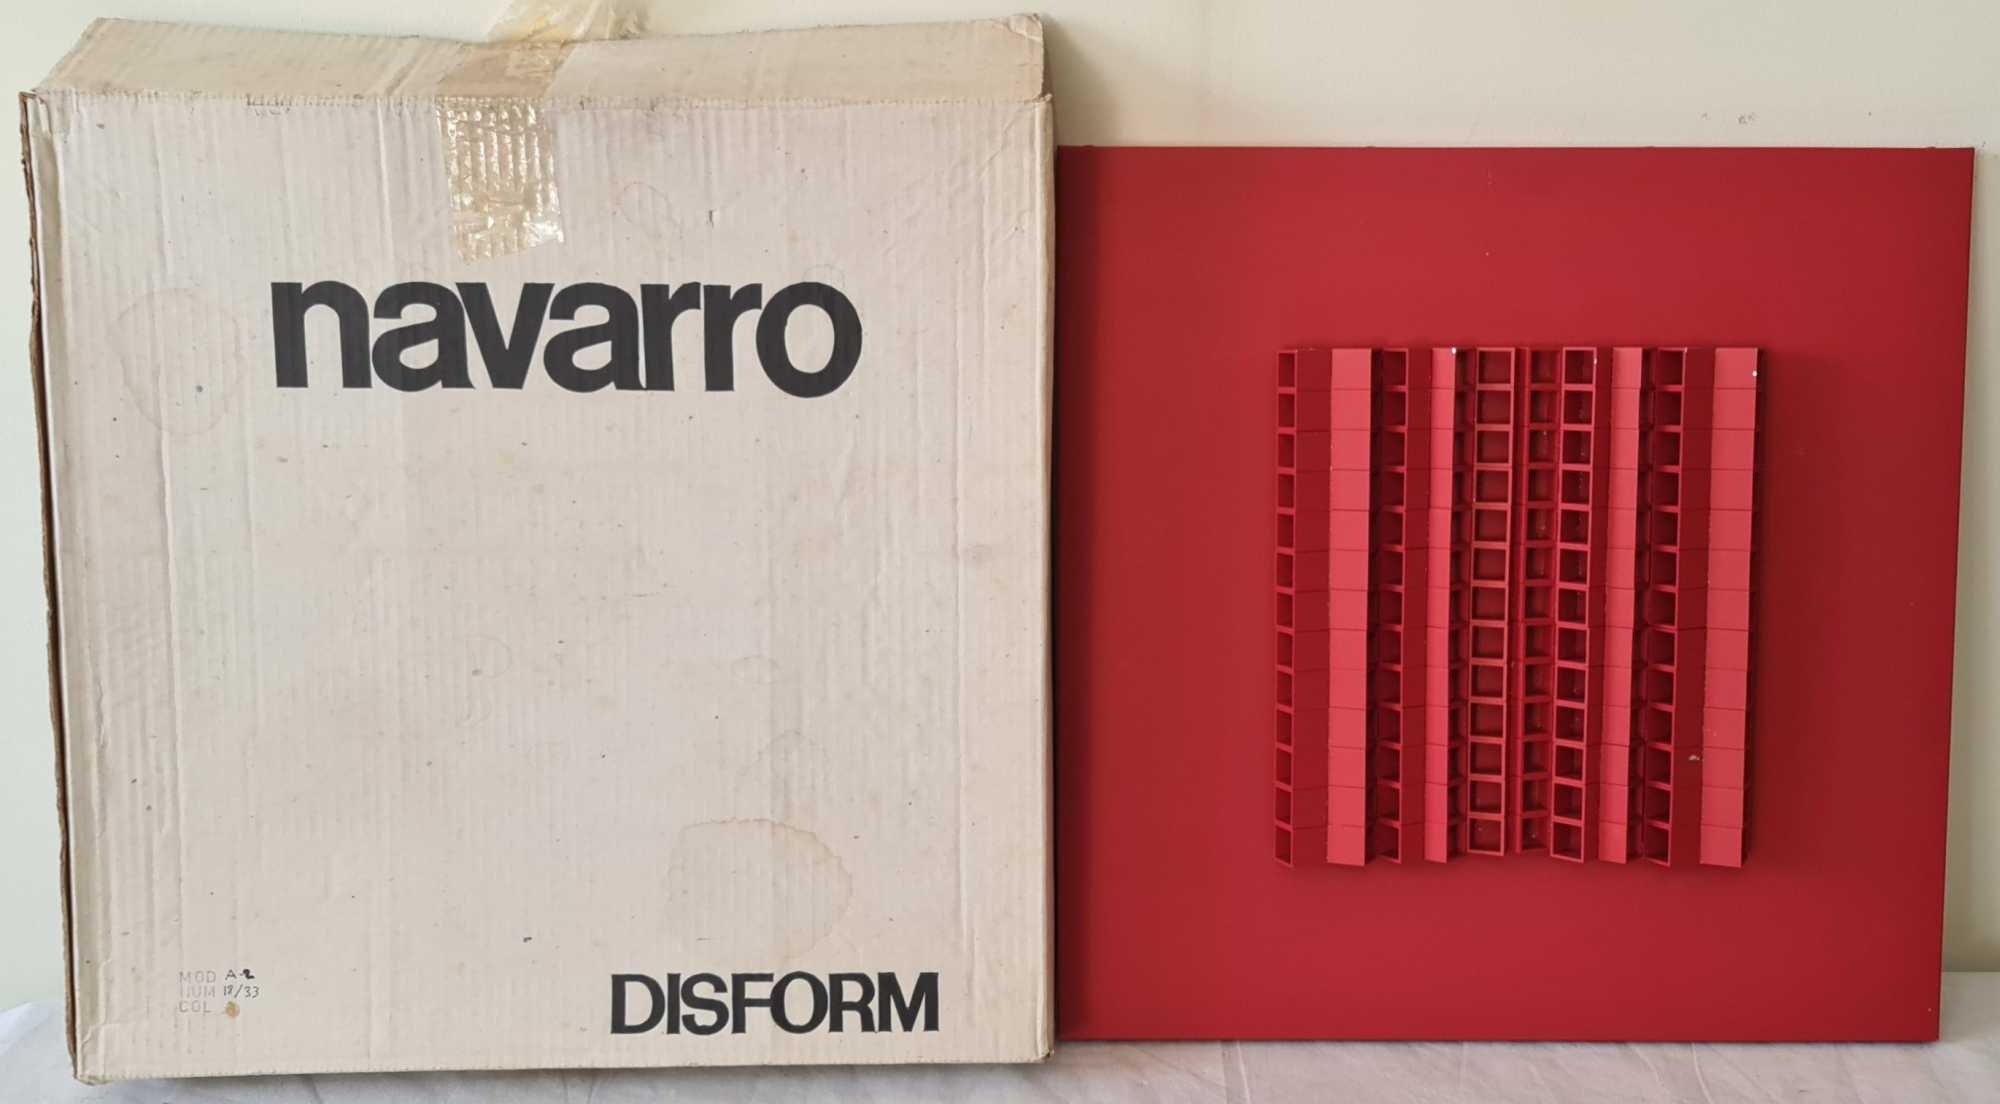 navarro
MOD A-2
NUM 18/33
COL
DISFORM